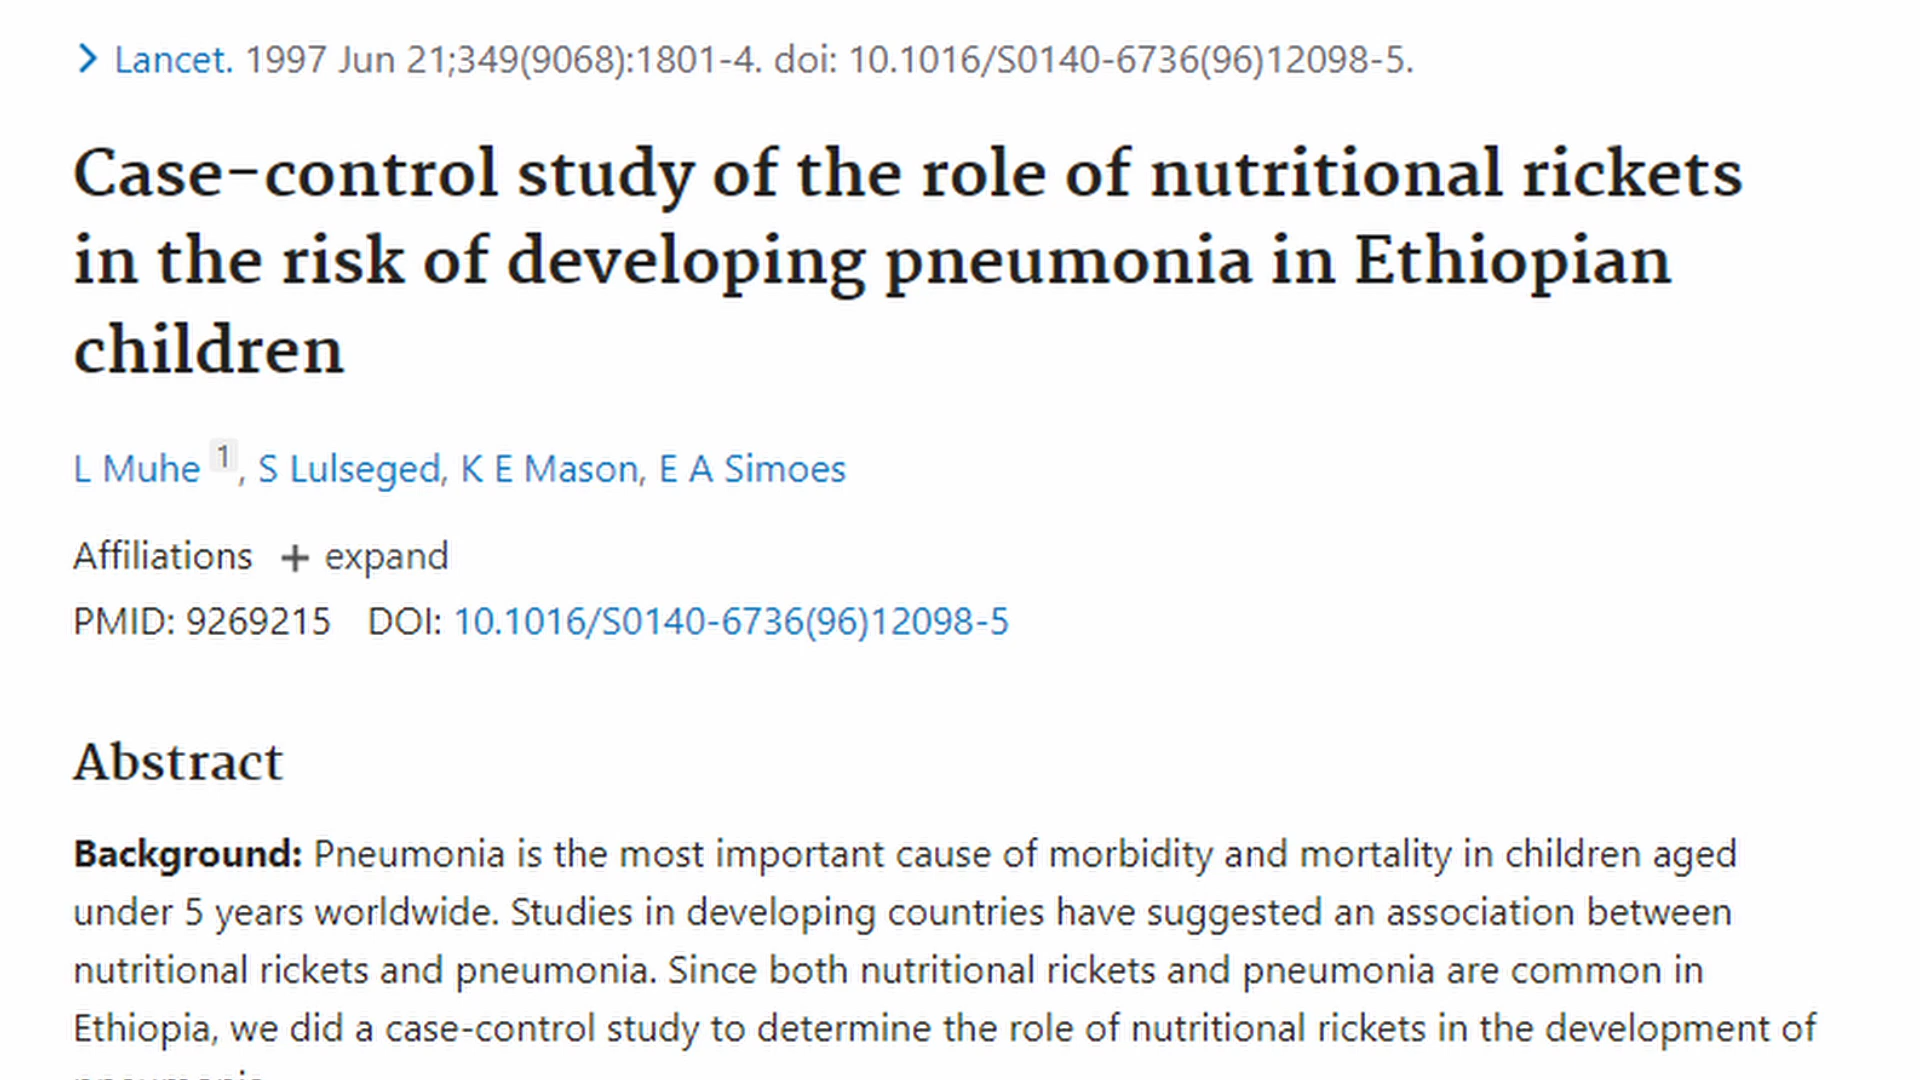 Lancet. 1997 Jun 21;349(9068):1801-4. doi: 10.1016/S0140-6736(96)12098-5.
Case-control study of the role of nutritional rickets
in the risk of developing pneumonia in Ethiopian
children
L Muhe 1, S Lulseged, K E Mason, E A Simoes
Affiliations + expand
PMID: 9269215 DOI: 10.1016/S0140-6736(96)12098-5
Abstract
Background: Pneumonia is the most important cause of morbidity and mortality in children aged
under 5 years worldwide. Studies in developing countries have suggested an association between
nutritional rickets and pneumonia. Since both nutritional rickets and pneumonia are common in
Ethiopia, we did a case-control study to determine the role of nutritional rickets in the development of